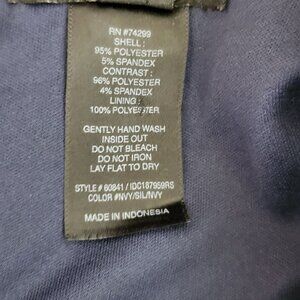 RN #74299
SHELL :
95% POLYESTER
5% SPANDEX
CONTRAST :
96% POLYESTER
4% SPANDEX
LINING :
100% POLYESTER
GENTLY HAND WASH
INSIDE OUT
DO NOT BLEACH
DO NOT IRON
LAY FLAT TO DRY
STYLE # 60841 / IDC187959RS
COLOR #NVY/SIL/NVY
MADE IN INDONESIA